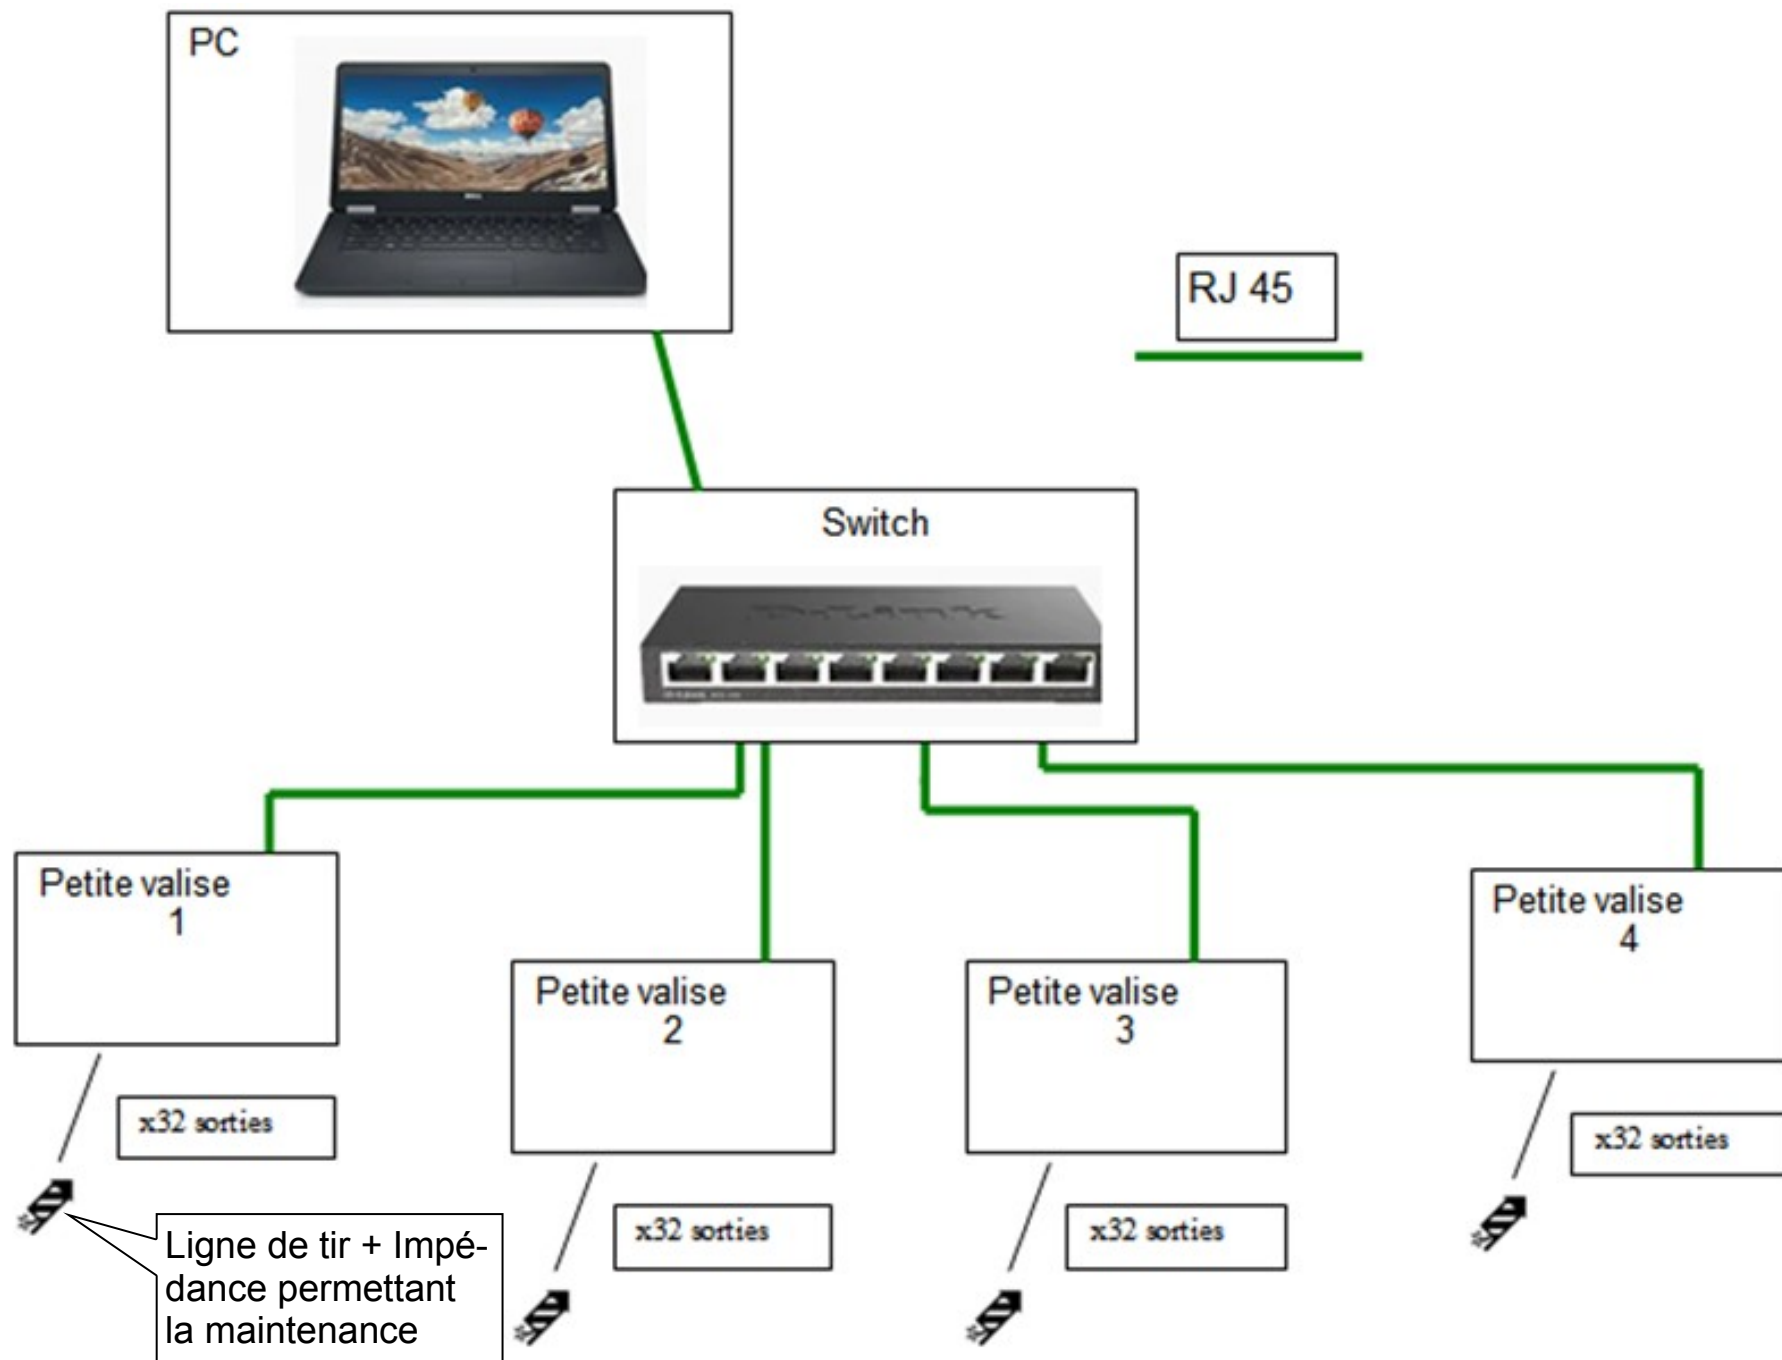 PC
RJ 45
Switch
D-Link
Petite valise
1
Petite valise
2
Petite valise
3
Petite valise
4
x32 sorties
x32 sorties
x32 sorties
x32 sorties
Ligne de tir + Impé-
dance permettant
la maintenance